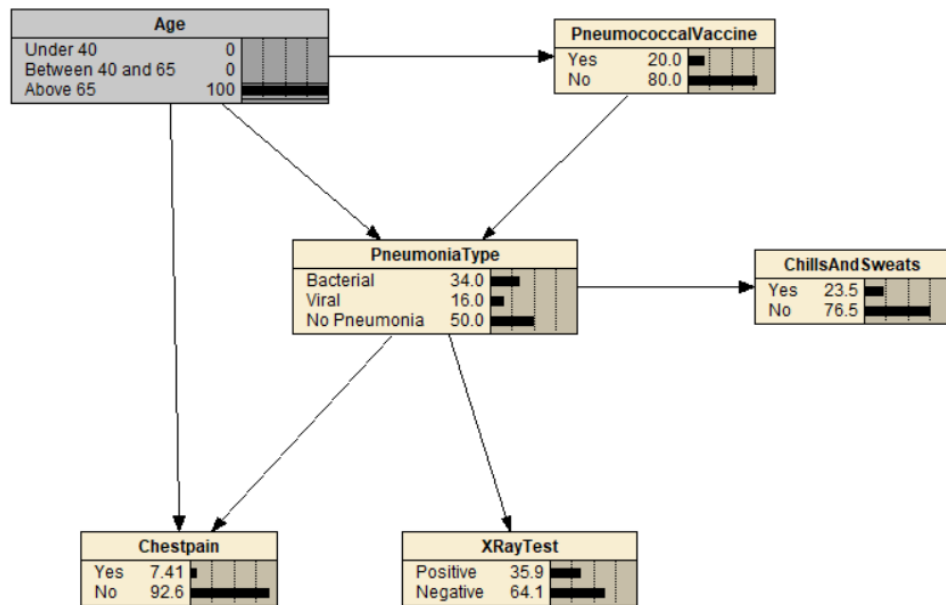 Age
Under 40 0
Between 40 and 65 0
Above 65 100
PneumococcalVaccine
Yes 20.0
No 80.0
PneumoniaType
Bacterial 34.0
Viral 16.0
No Pneumonia 50.0
ChillsAndSweats
Yes 23.5
No 76.5
Chestpain
Yes 7.41
No 92.6
XRayTest
Positive 35.9
Negative 64.1